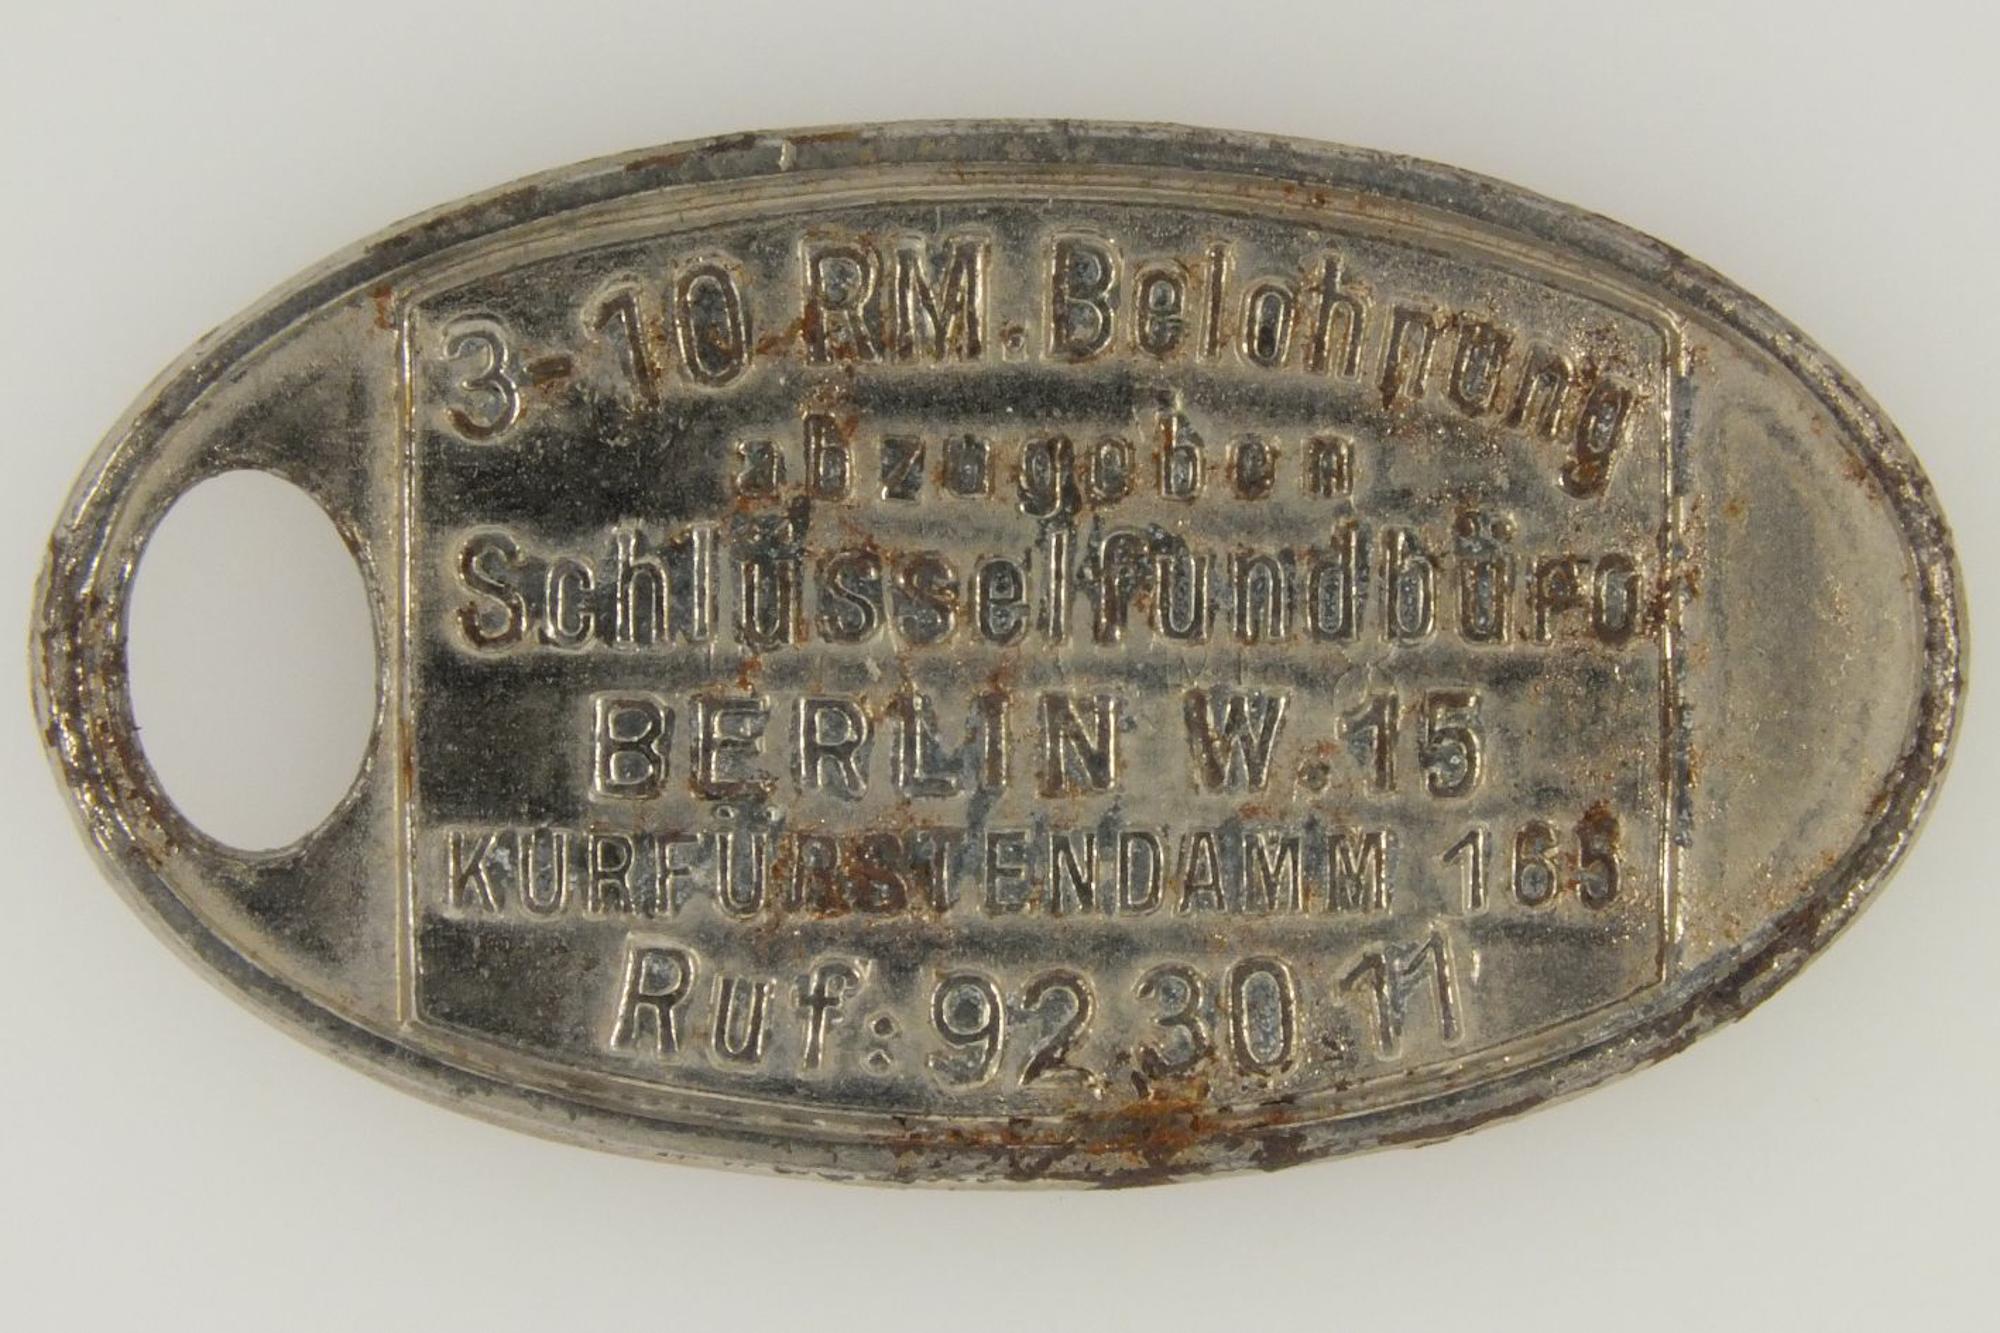 3-10 RM. Belohnung
abzugeben
Schlüsselfundbüro
BERLIN W. 15
KURFÜRSTENDAMM 165
Ruf: 92 30 11